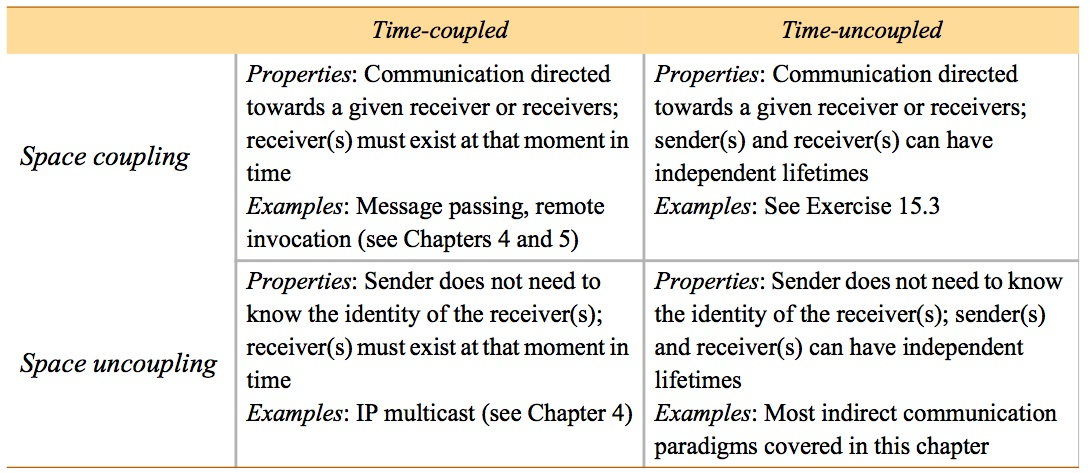 Time-coupled
Time-uncoupled
Space coupling
Properties: Communication directed
towards a given receiver or receivers;
receiver(s) must exist at that moment in
time
Examples: Message passing, remote
invocation (see Chapters 4 and 5)
Properties: Communication directed
towards a given receiver or receivers;
sender(s) and receiver(s) can have
independent lifetimes
Examples: See Exercise 15.3
Space uncoupling
Properties: Sender does not need to
know the identity of the receiver(s);
receiver(s) must exist at that moment in
time
Examples: IP multicast (see Chapter 4)
Properties: Sender does not need to know
the identity of the receiver(s); sender(s)
and receiver(s) can have independent
lifetimes
Examples: Most indirect communication
paradigms covered in this chapter